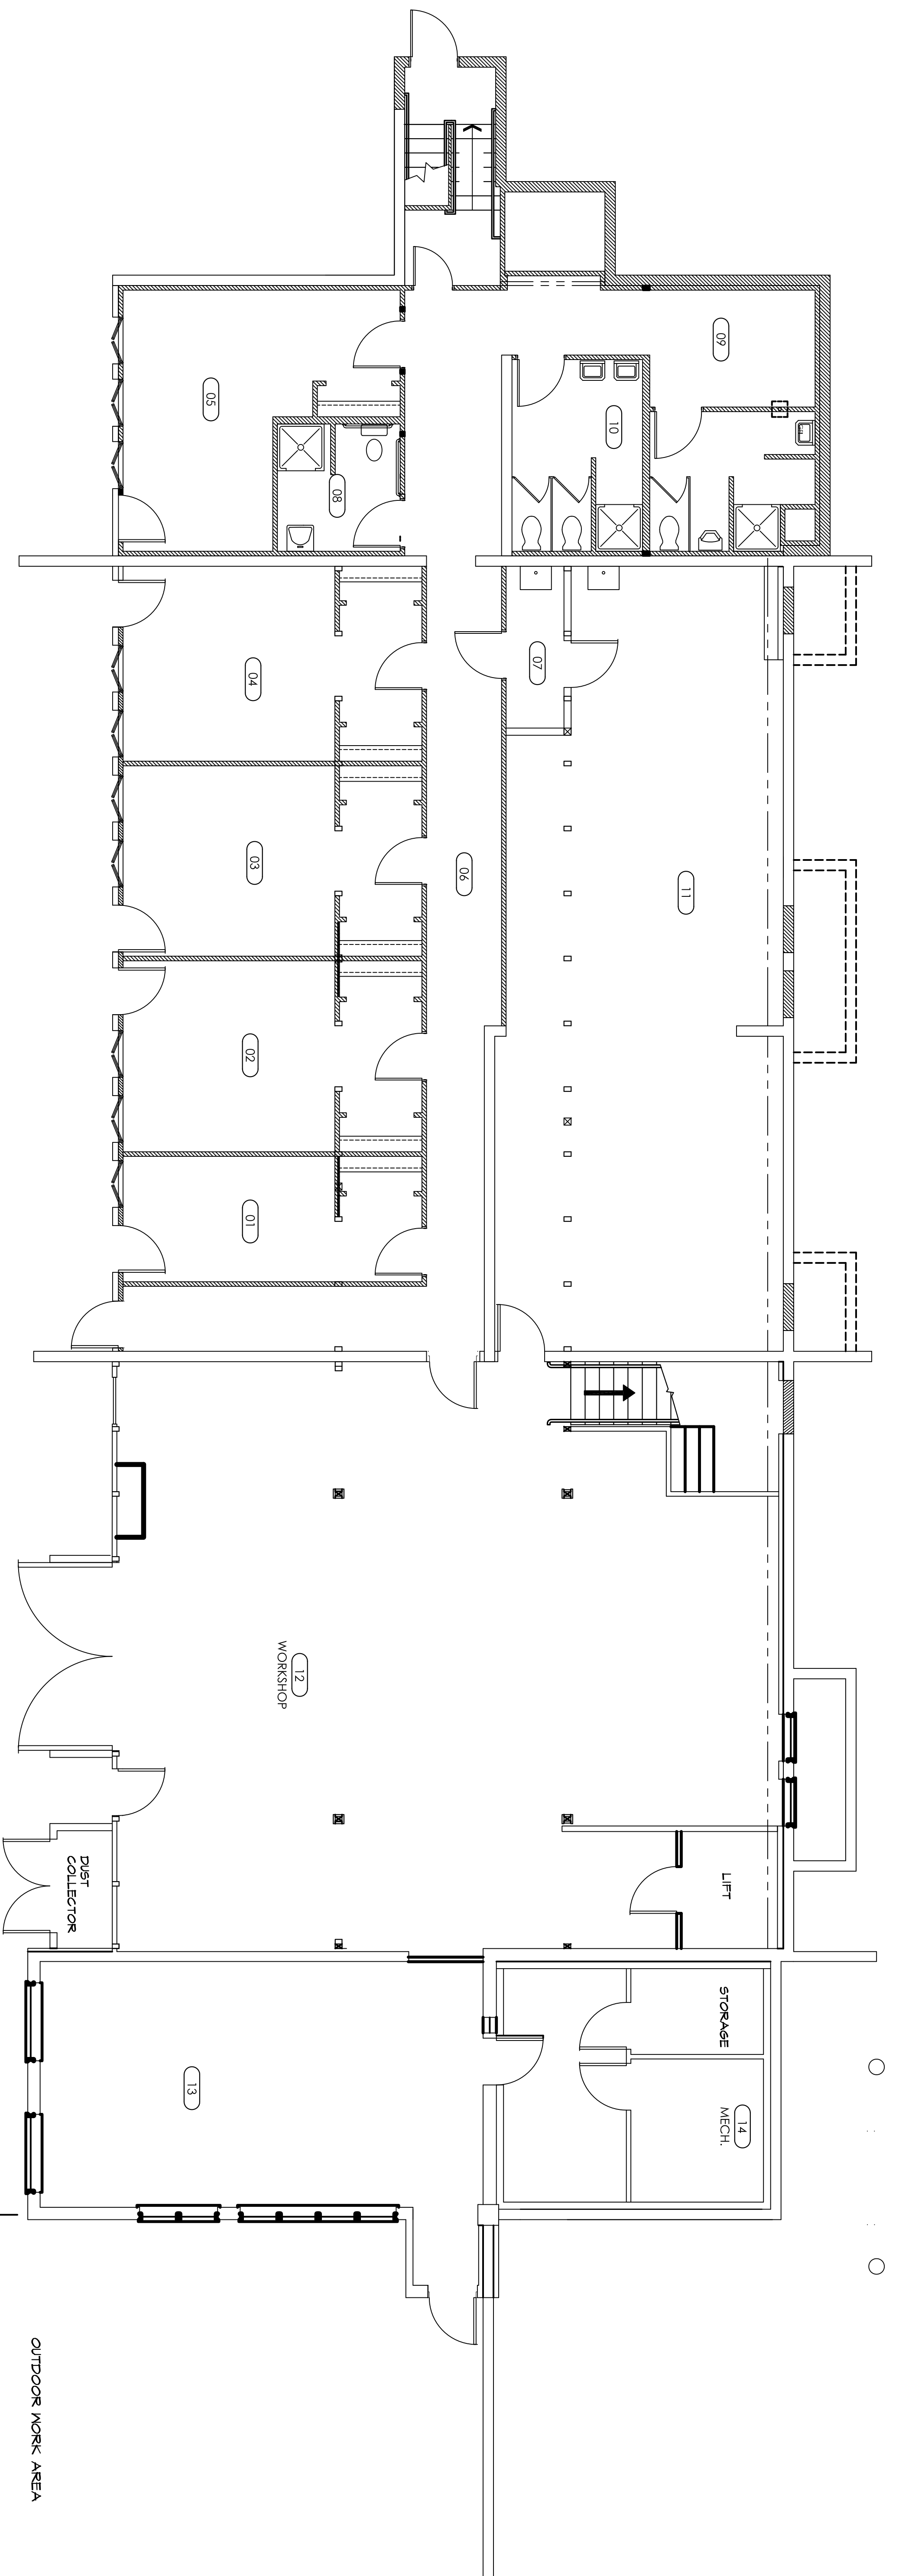 09
10
05
08
04
07
03
06
11
02
01
12
WORKSHOP
DUST
COLLECTOR
LIFT
STORAGE
14
MECH.
13
OUTDOOR WORK AREA